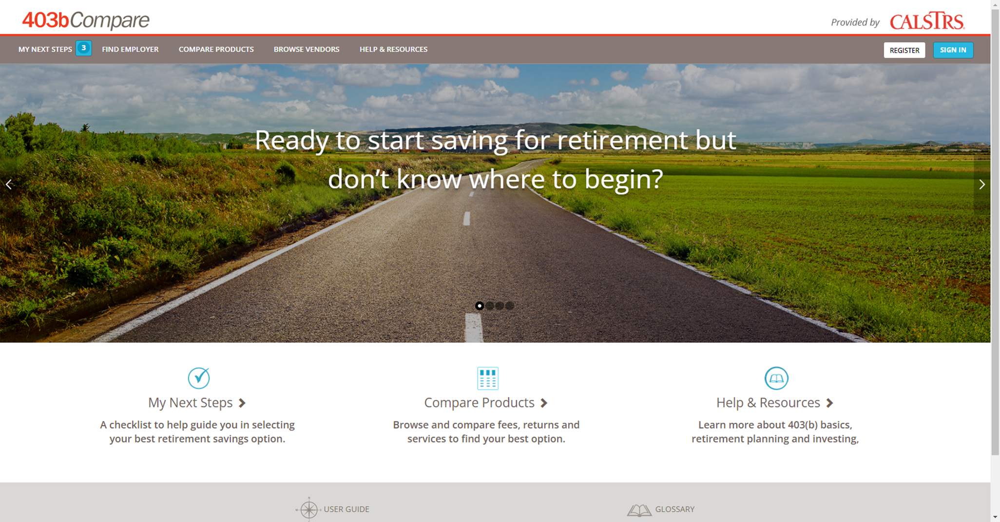 403bCompare
Provided by CALSTRS
MY NEXT STEPS 3 FIND EMPLOYER COMPARE PRODUCTS BROWSE VENDORS HELP & RESOURCES REGISTER SIGN IN
Ready to start saving for retirement but
don’t know where to begin?
My Next Steps
A checklist to help guide you in selecting
your best retirement savings option.
Compare Products
Browse and compare fees, returns and
services to find your best option.
Help & Resources
Learn more about 403(b) basics,
retirement planning and investing,
USER GUIDE
GLOSSARY